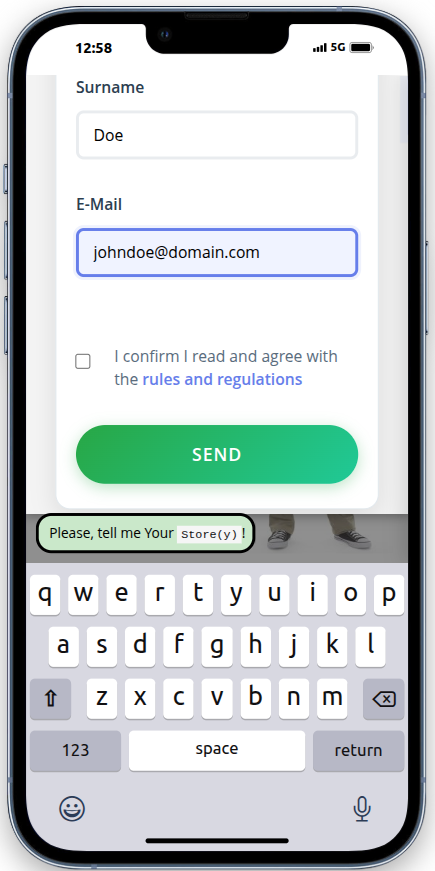 12:58
5G
Surname
Doe
E-Mail
johndoe@domain.com
I confirm I read and agree with
the rules and regulations
SEND
Please, tell me Your Store(y)!
q w e r t y u i o p
a s d f g h j k l
z x c v b n m
123 space return